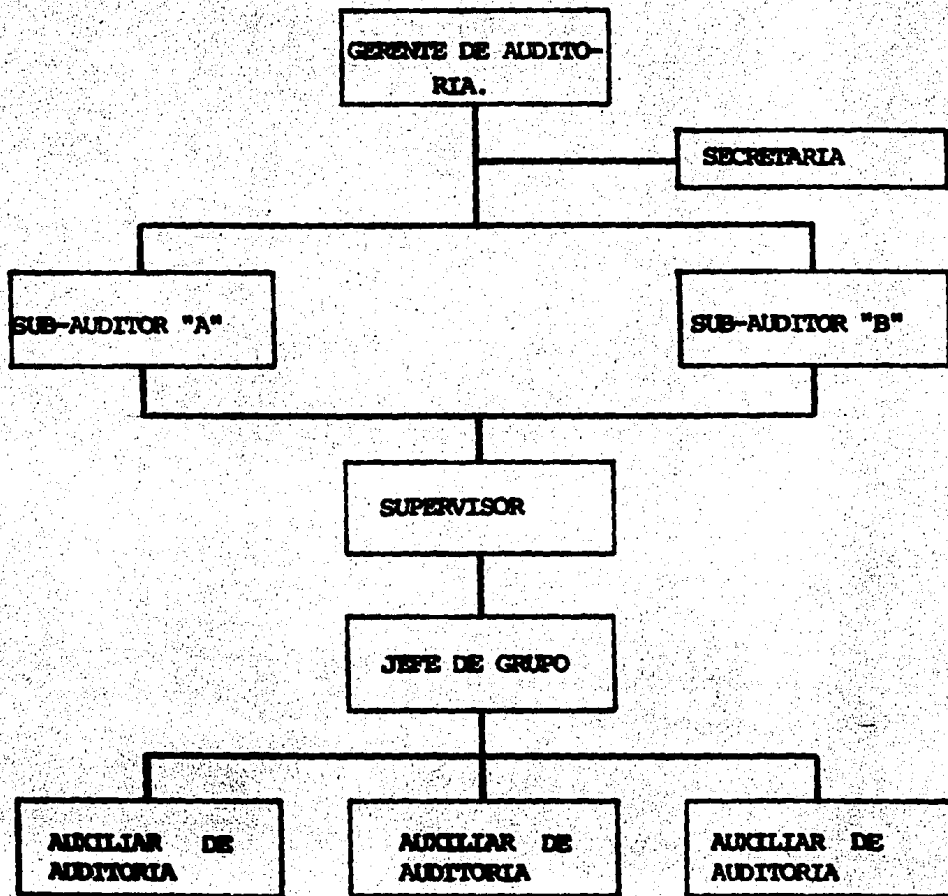 GERENTE DE AUDITO-
RIA.
SECRETARIA
SUB-AUDITOR "A"
SUB-AUDITOR "B"
SUPERVISOR
JEFE DE GRUPO
AUXILIAR DE
AUDITORIA
AUXILIAR DE
AUDITORIA
AUXILIAR DE
AUDITORIA